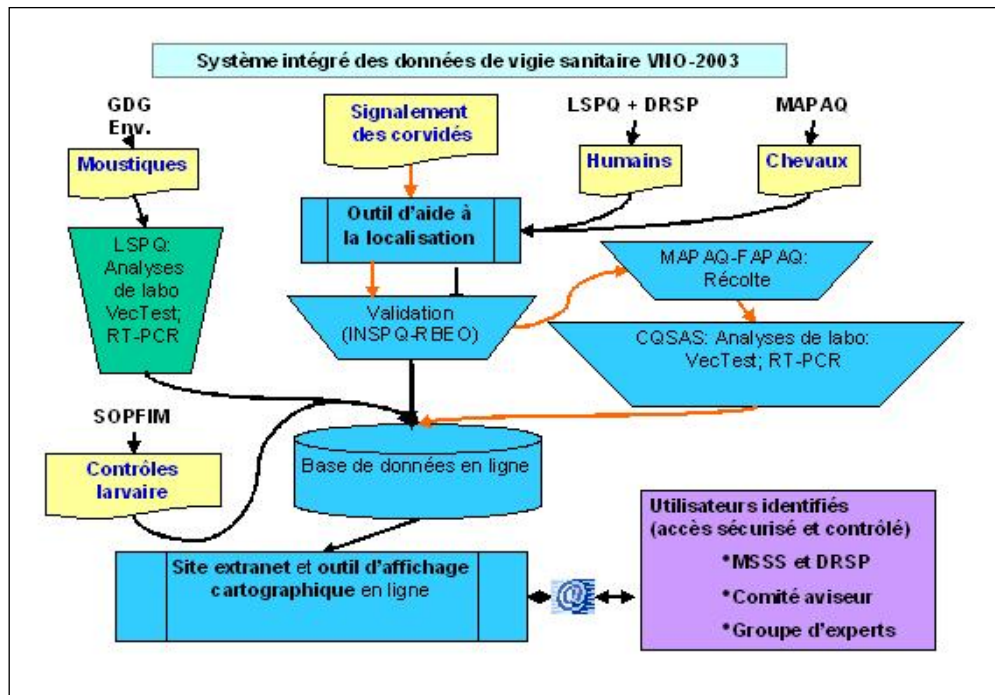 Système intégré des données de vigie sanitaire VNO-2003
GDG
Env.
Moustiques
Signalement
des corvidés
LSPQ + DRSP
Humains
MAPAQ
Chevaux
Outil d'aide à
la localisation
LSPQ:
Analyses
de labo
VecTest;
RT-PCR
Validation
(INSPQ-RBEO)
MAPAQ-FAPAQ:
Récolte
CQSAS: Analyses de labo:
VecTest; RT-PCR
SOPFIM
Contrôles
larvaire
Base de données en ligne
Utilisateurs identifiés
(accès sécurisé et contrôlé)
*MSSS et DRSP
*Comité aviseur
*Groupe d'experts
Site extranet et outil d'affichage
cartographique en ligne
@